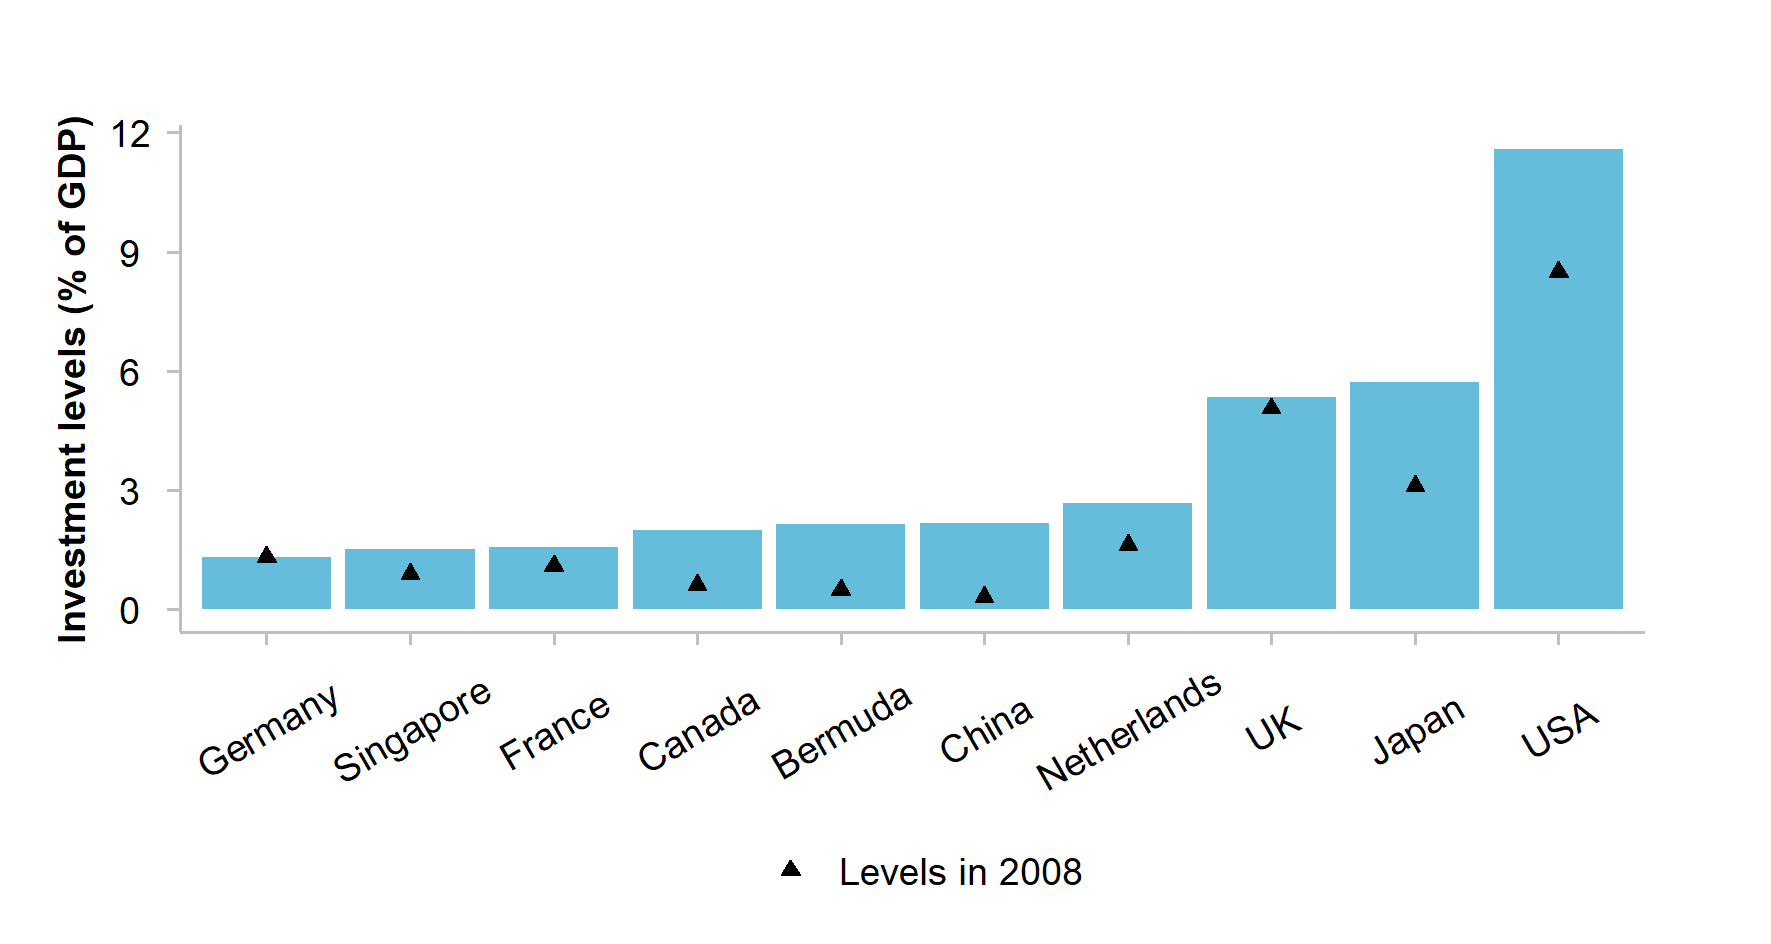 Investment levels (% of GDP)
12
9
6
3
0
Germany
Singapore
France
Canada
Bermuda
China
Netherlands
UK
Japan
USA
Levels in 2008